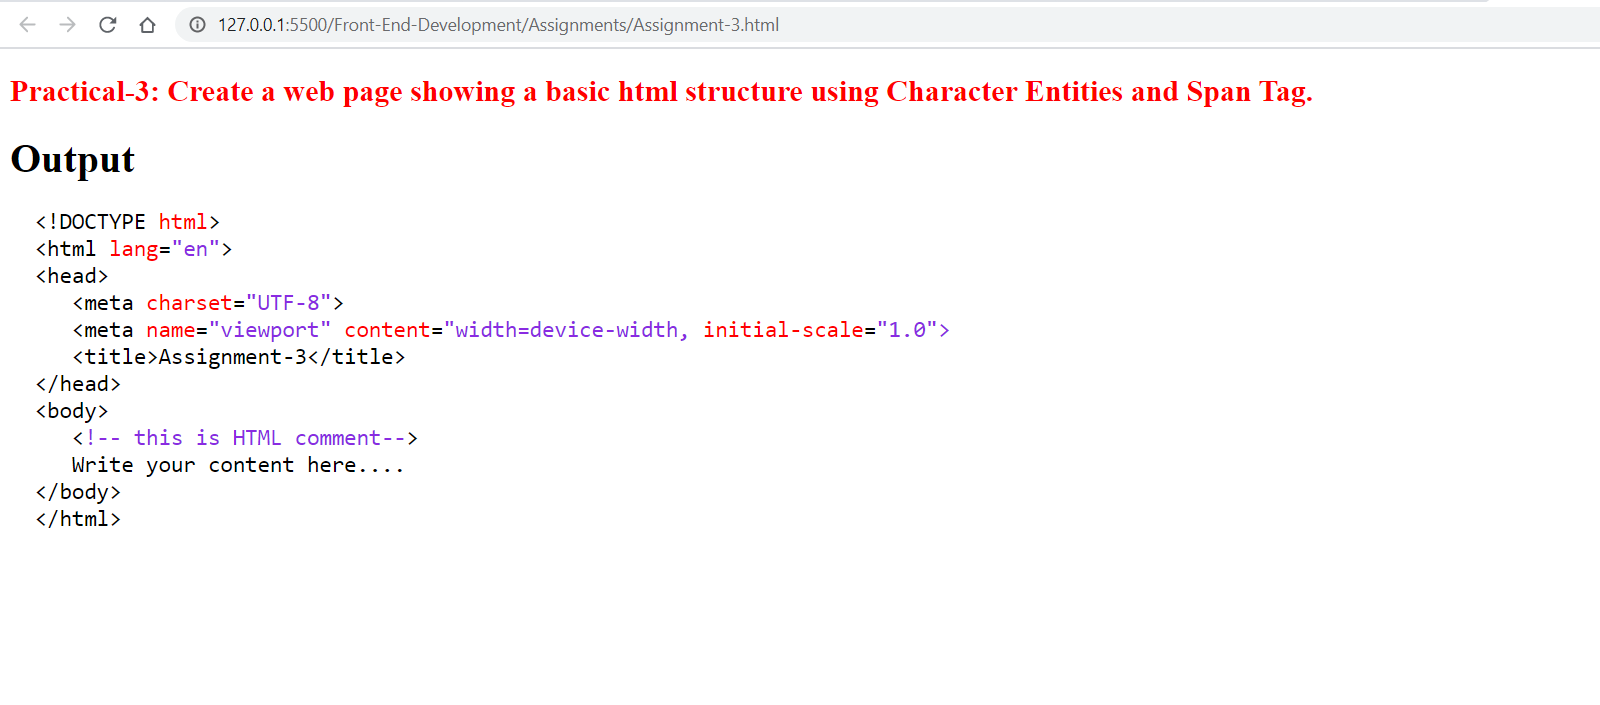 127.0.0.1:5500/Front-End-Development/Assignments/Assignment-3.html
Practical-3: Create a web page showing a basic html structure using Character Entities and Span Tag.
Output
<!DOCTYPE html>
<html lang="en">
<head>
<meta charset="UTF-8">
<meta name="viewport" content="width=device-width, initial-scale="1.0">
<title>Assignment-3</title>
</head>
<body>
<!-- this is HTML comment-->
Write your content here....
</body>
</html>